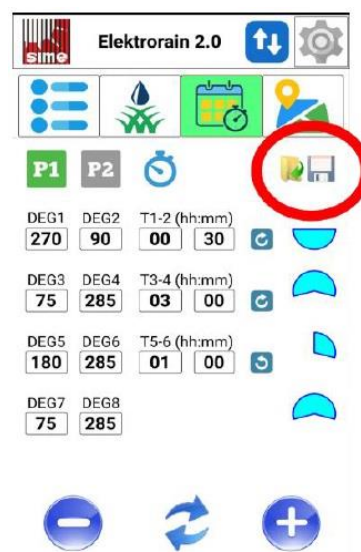 sime
Elektrorain 2.0
P1 P2
DEG1 DEG2 T1-2 (hh:mm)
270 90 00 30
DEG3 DEG4 T3-4 (hh:mm)
75 285 03 00
DEG5 DEG6 T5-6 (hh:mm)
180 285 01 00
DEG7 DEG8
75 285